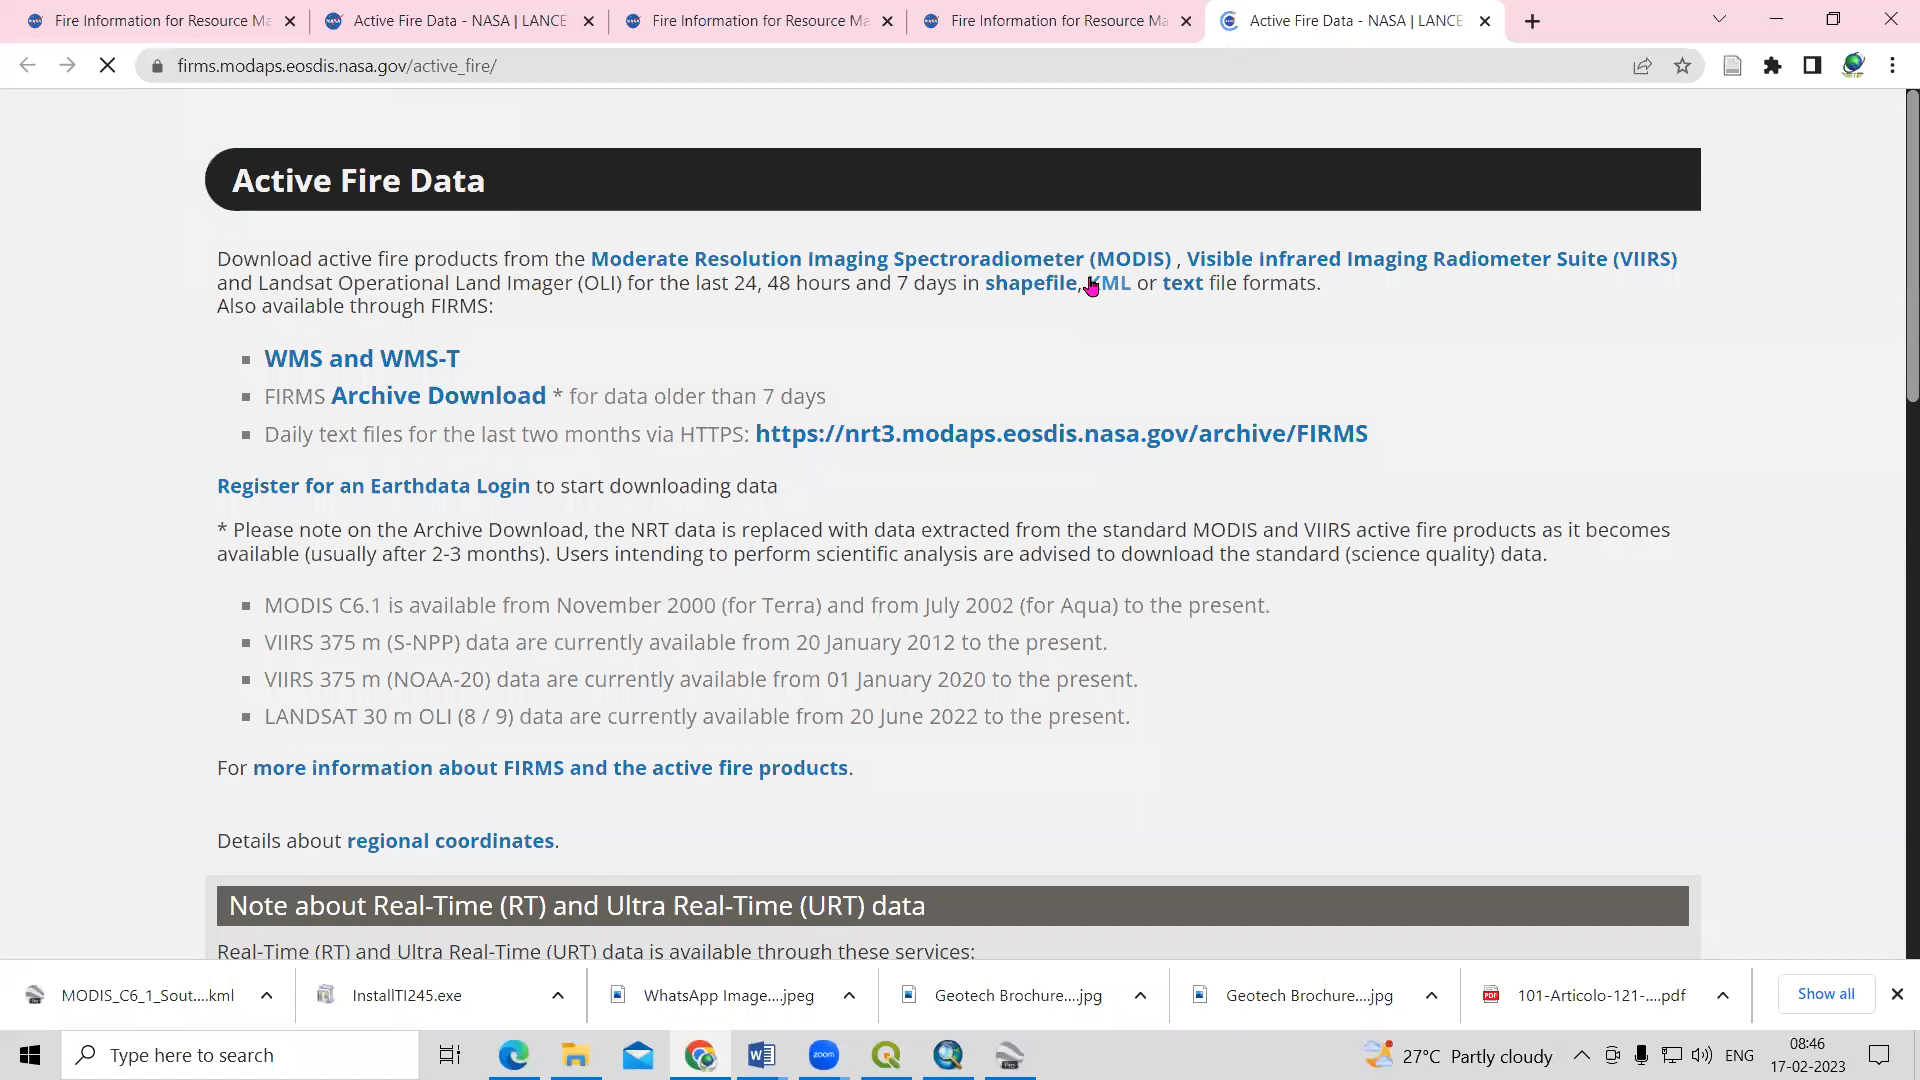 Fire Information for Resource Ma
Active Fire Data - NASA | LANCE
Fire Information for Resource Ma
Fire Information for Resource Ma
Active Fire Data - NASA | LANCE
firms.modaps.eosdis.nasa.gov/active_fire/
Active Fire Data
Download active fire products from the Moderate Resolution Imaging Spectroradiometer (MODIS) , Visible Infrared Imaging Radiometer Suite (VIIRS)
and Landsat Operational Land Imager (OLI) for the last 24, 48 hours and 7 days in shapefile, KML or text file formats.
Also available through FIRMS:
WMS and WMS-T
FIRMS Archive Download * for data older than 7 days
Daily text files for the last two months via HTTPS: https://nrt3.modaps.eosdis.nasa.gov/archive/FIRMS
Register for an Earthdata Login to start downloading data
* Please note on the Archive Download, the NRT data is replaced with data extracted from the standard MODIS and VIIRS active fire products as it becomes
available (usually after 2-3 months). Users intending to perform scientific analysis are advised to download the standard (science quality) data.
MODIS C6.1 is available from November 2000 (for Terra) and from July 2002 (for Aqua) to the present.
VIIRS 375 m (S-NPP) data are currently available from 20 January 2012 to the present.
VIIRS 375 m (NOAA-20) data are currently available from 01 January 2020 to the present.
LANDSAT 30 m OLI (8 / 9) data are currently available from 20 June 2022 to the present.
For more information about FIRMS and the active fire products.
Details about regional coordinates.
Note about Real-Time (RT) and Ultra Real-Time (URT) data
Real-Time (RT) and Ultra Real-Time (URT) data is available through these services:
MODIS_C6_1_Sout....kml
InstallTI245.exe
WhatsApp Image....jpeg
Geotech Brochure....jpg
Geotech Brochure....jpg
101-Articolo-121-....pdf
Show all
Type here to search
zoom
27°C Partly cloudy
ENG
08:46
17-02-2023